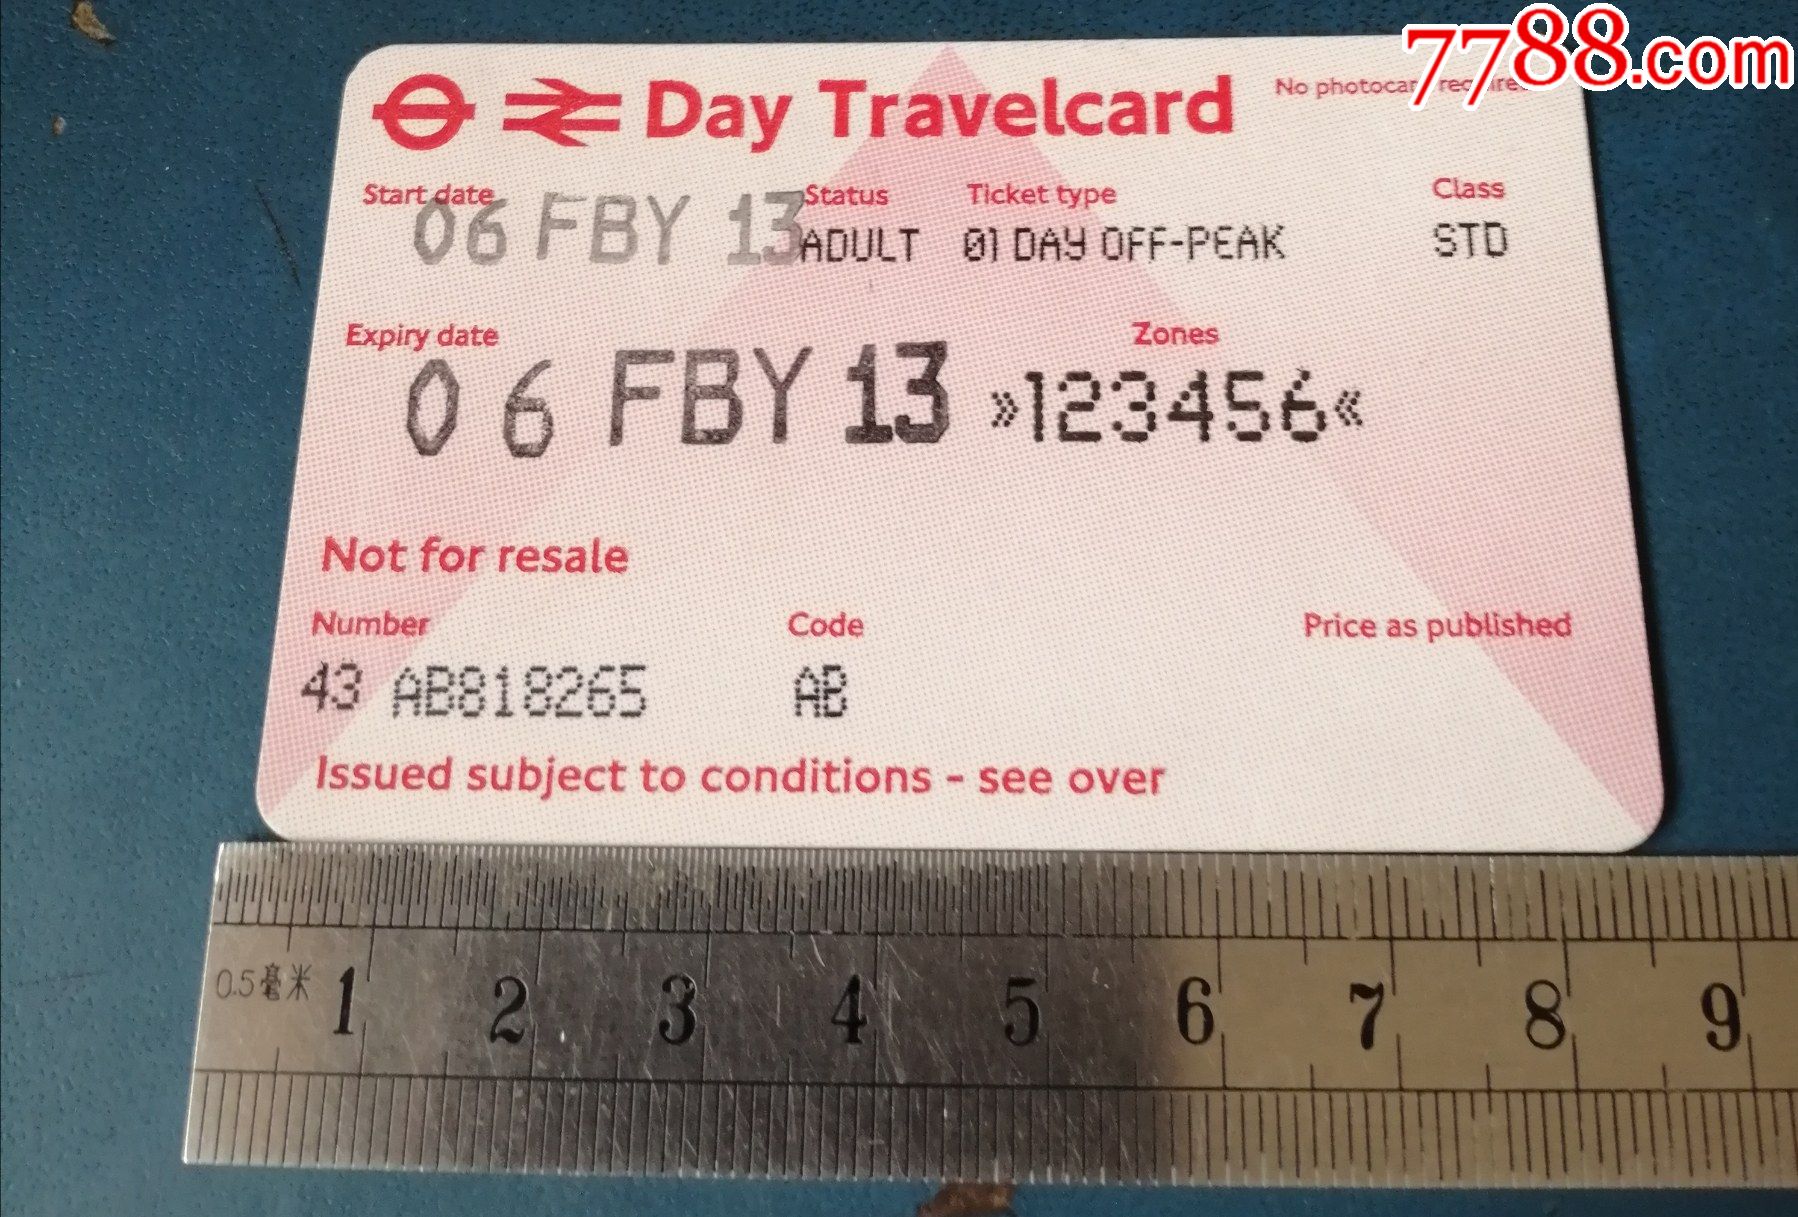 7788.com
Day Travelcard
No photocard required
Start date
Status
Ticket type
Class
06 FBY 13
ADULT
01 DAY OFF-PEAK
STD
Expiry date
Zones
06 FBY 13
»123456«
Not for resale
Number
Code
Price as published
43 AB818265
AB
Issued subject to conditions - see over
0.5毫米 1 2 3 4 5 6 7 8 9